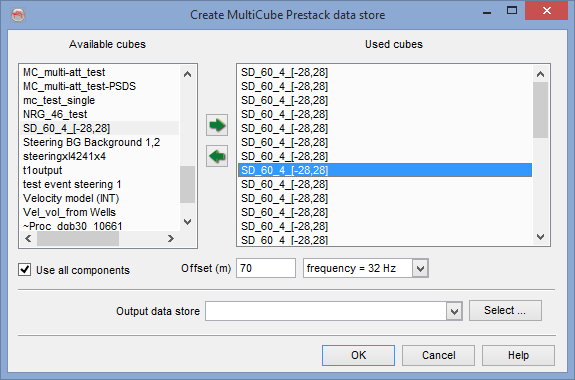 Create MultiCube Prestack data store
Available cubes
Used cubes
MC_multi-att_test
MC_multi-att_test-PSDS
mc_test_single
NRG_46_test
SD_60_4_[-28,28]
Steering BG Background 1,2
steeringxl4241x4
t1output
test event steering 1
Velocity model (INT)
Vel_vol_from Wells
~Proc_dgb30_10661
SD_60_4_[-28,28]
SD_60_4_[-28,28]
SD_60_4_[-28,28]
SD_60_4_[-28,28]
SD_60_4_[-28,28]
SD_60_4_[-28,28]
SD_60_4_[-28,28]
SD_60_4_[-28,28]
SD_60_4_[-28,28]
SD_60_4_[-28,28]
SD_60_4_[-28,28]
SD_60_4_[-28,28]
SD_60_4_[-28,28]
Use all components
Offset (m) 70 frequency = 32 Hz
Output data store
Select ...
OK
Cancel
Help